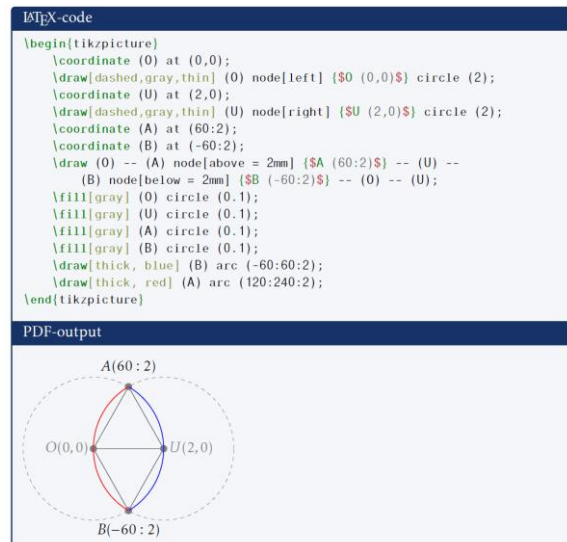 LATEX-code
\begin{tikzpicture}
\coordinate (O) at (0,0);
\draw[dashed,gray,thin] (O) node[left] {$O (0,0)$} circle (2);
\coordinate (U) at (2,0);
\draw[dashed,gray,thin] (U) node[right] {$U (2,0)$} circle (2);
\coordinate (A) at (60:2);
\coordinate (B) at (-60:2);
\draw (O) -- (A) node[above = 2mm] {$A (60:2)$} -- (U) --
(B) node[below = 2mm] {$B (-60:2)$} -- (O) -- (U);
\fill[gray] (O) circle (0.1);
\fill[gray] (U) circle (0.1);
\fill[gray] (A) circle (0.1);
\fill[gray] (B) circle (0.1);
\draw[thick, blue] (B) arc (-60:60:2);
\draw[thick, red] (A) arc (120:240:2);
\end{tikzpicture}
PDF-output
A(60 : 2)
O(0,0) U(2,0)
B(−60 : 2)